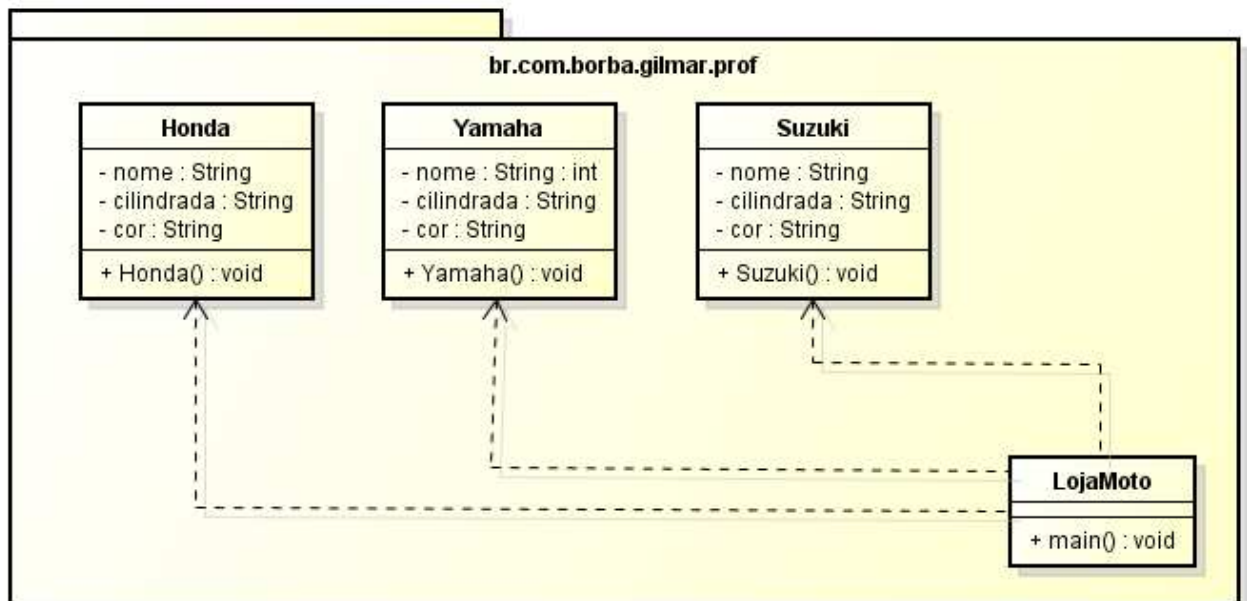 br.com.borba.gilmar.prof
Honda
- nome : String
- cilindrada : String
- cor : String
+ Honda() : void
Yamaha
- nome : String : int
- cilindrada : String
- cor : String
+ Yamaha() : void
Suzuki
- nome : String
- cilindrada : String
- cor : String
+ Suzuki() : void
LojaMoto
+ main() : void